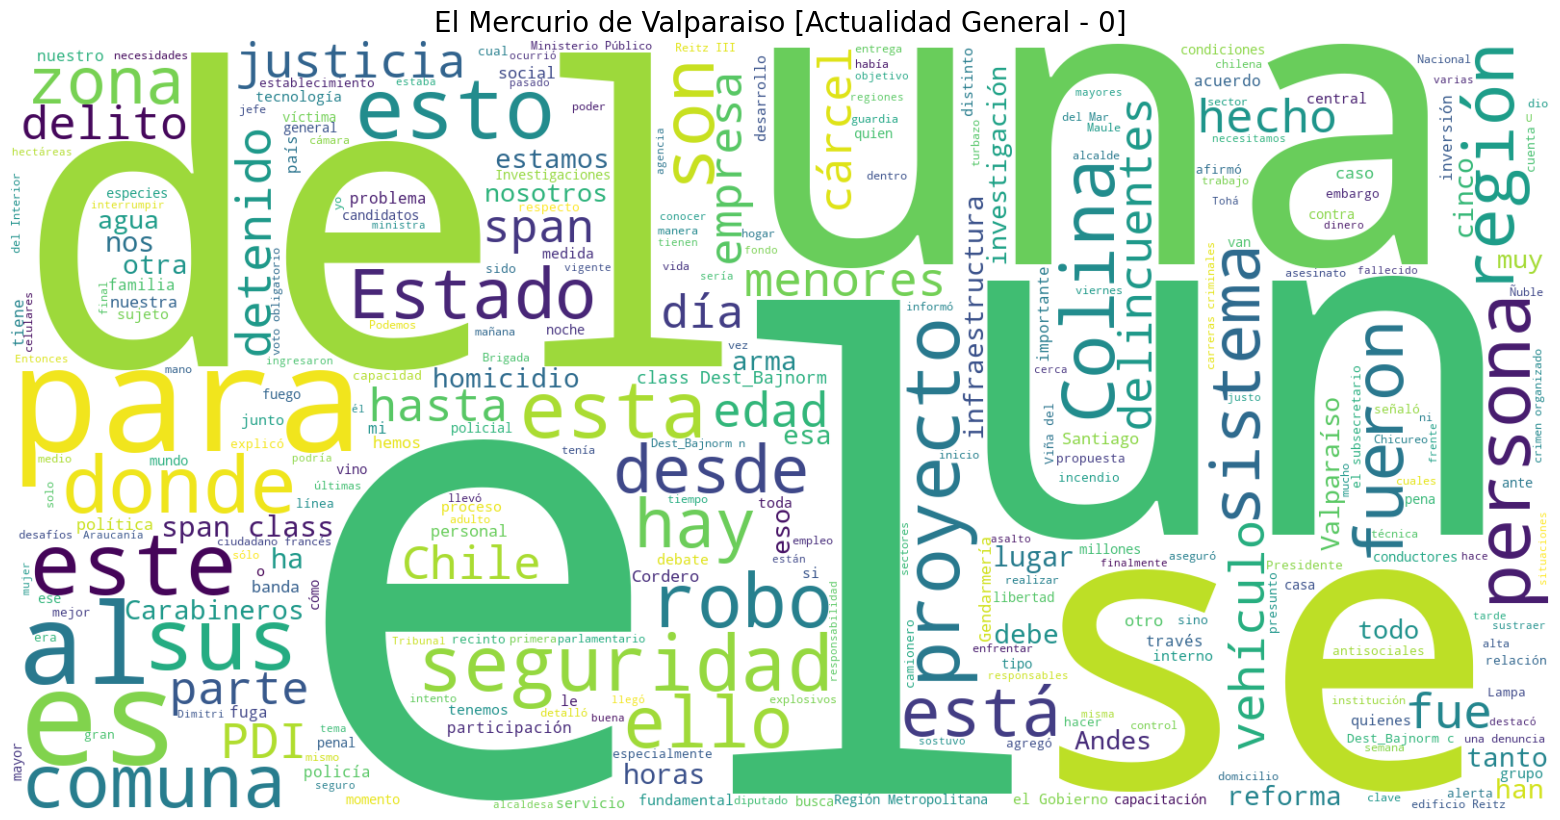 El Mercurio de Valparaiso [Actualidad General - 0]
nuestro
necesidades
justicia
cual
ocurrió
Ministerio Público
Reitz III
entrega
había
objetivo
condiciones
chilena
Nacional
varias
dio
zona
establecimiento
tecnología
estaba
social
pasado
son
una
regiones
guardia
quien
acuerdo
sector
necesitamos
central
región
cuenta U
delito
jefe
víctima
general
cámara
esto
poder
empresa
desarrollo
cárcel
distinto
turbazo
investigación
mayores
del Mar
Maule
alcalde
hecho
inversión
cinco
hectáreas
del
detenido
país
estamos
Investigaciones
nosotros
respecto
agencia
dentro
afirmó
trabajo
Tohá
caso
embargo
contra
dinero
del Interior
especies
interrumpir
agua
nos
otra
familia
nuestra
sujeto
final
yo
problema
candidatos
ministra
span
medida
conocer
manera
tienen
hogar
fondo
infraestructura
Colina
delincuentes
van
muy
tiene
celulares
voto obligatorio
Estado
sido
vigente
vida
sería
menores
importante
viernes
carreras criminales
sistema
asesinato
fallecido
Ñuble
persona
Entonces
ingresaron
Podemos
mañana
noche
día
informó
un
para
mano
fuego
capacidad
Brigada
homicidio
vez
arma
class Dest_Bajnorm
el
proyecto
cerca
justo
fueron
junto
mi
él
hasta
policial
esta
edad
esa
Santiago
Viña del
propuesta
incendio
Valparaíso
el subsecretario
señaló
Chicureo
ni
frente
crimen organizado
explicó
podría
hemos
tenía
Dest_Bajnorm n
inicio
mucho
cuales
medio
mundo
donde
solo
vino
últimas
línea
desde
pena
ante
llevó
proceso
adulto
personal
tiempo
toda
hay
eso
técnica
política
span class
desafíos Araucanía
ciudadano francés
sólo
empleo
están
sectores
asalto
millones
aseguró
conductores
hace
situaciones
este
ha
o
banda
cómo
Chile
debate
Cordero
si
Gendarmería
lugar
finalmente
realizar
libertad
vehículo
Presidente
casa
presunto
mujer
ese
mejor
Carabineros
robo
al
sus
era
Tribunal
recinto
primera
parlamentario
responsabilidad
camionero
debe
enfrentar
tipo
responsables
se
otro
sino
través
interno
todo
antisociales
tarde
sustraer
alta
relación
seguridad
parte
Dimitri
fuga
intento
tenemos
le
llegó
explosivos
institución
Lampa
es
gran
PDI
tema
penal
mismo
participación
detalló
buena
ello
está
sostuvo
agregó
hacer
misma
control
Andes
quienes
fue
destacó
Dest_Bajnorm c
semana
una denuncia
mayor
policía
seguro
especialmente
horas
tanto
comuna
momento
alcaldesa
servicio
fundamental
diputado
busca
Región Metropolitana
el Gobierno
capacitación
domicilio
reforma
alerta
clave
grupo
edificio Reitz
han